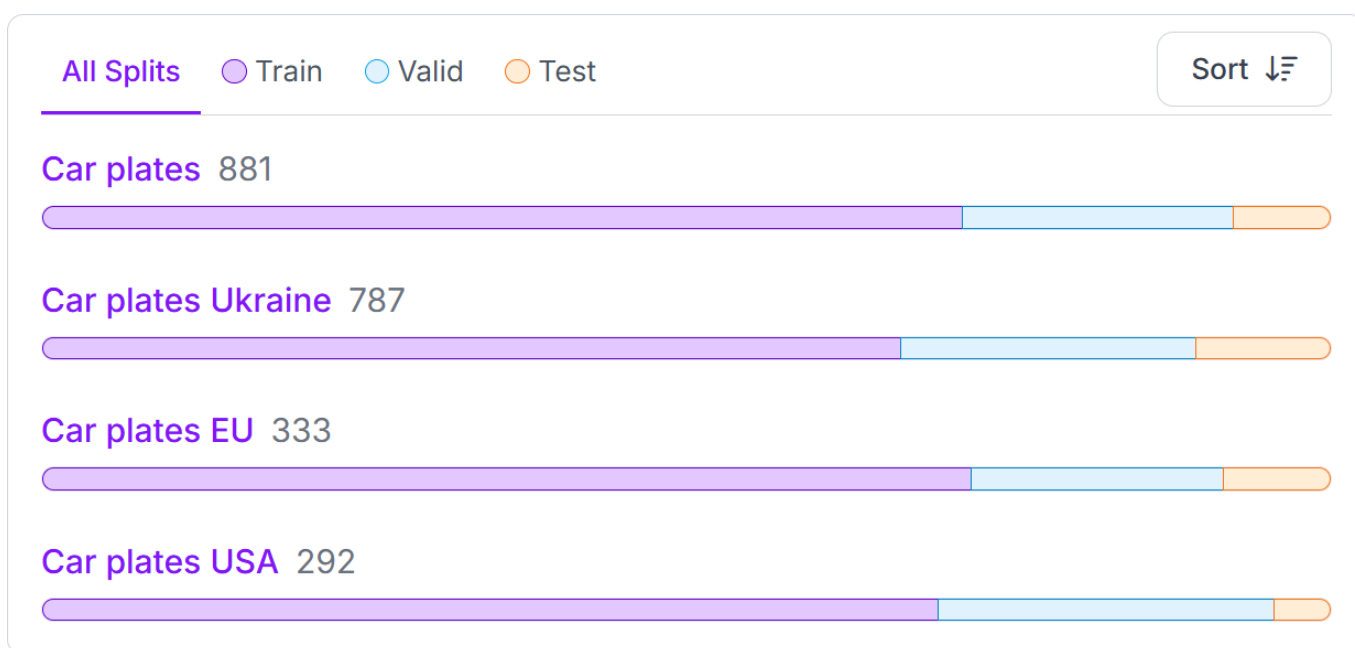 All Splits Train Valid Test Sort
Car plates 881
Car plates Ukraine 787
Car plates EU 333
Car plates USA 292